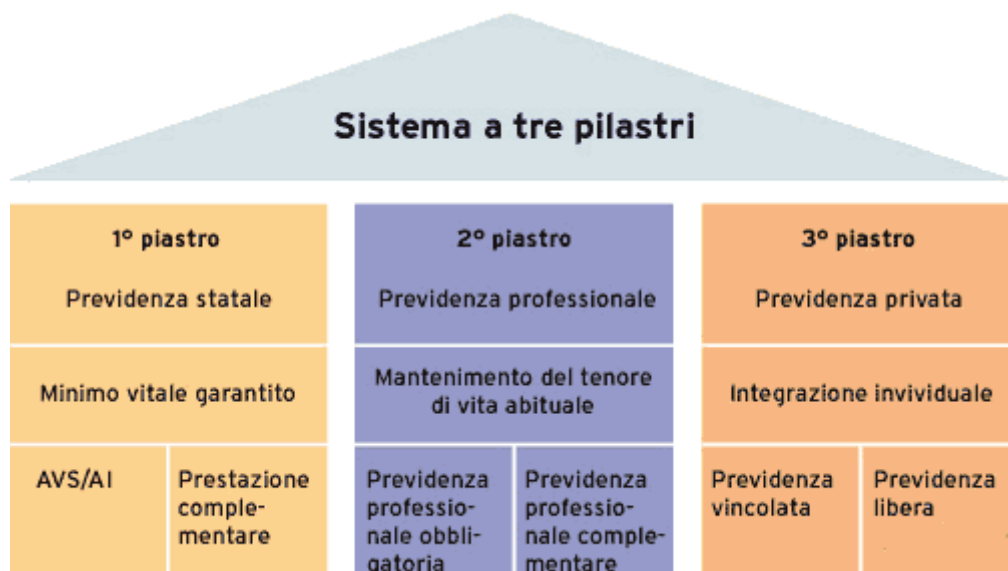 Sistema a tre pilastri
1° piastro
Previdenza statale
Minimo vitale garantito
AVS/AI
Prestazione
comple-
mentare
2° piastro
Previdenza professionale
Mantenimento del tenore
di vita abituale
Previdenza
professio-
nale obbli-
gatoria
Previdenza
professio-
nale comple-
mentare
3° piastro
Previdenza privata
Integrazione invividuale
Previdenza
vincolata
Previdenza
libera